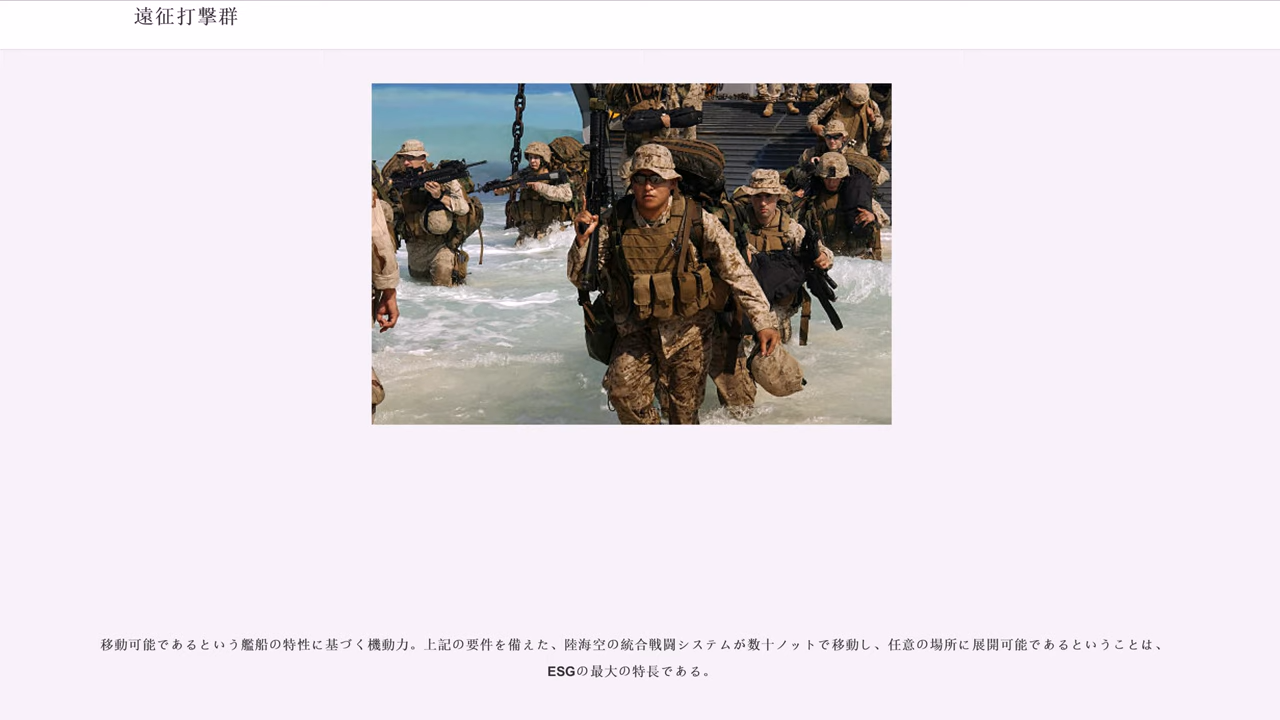 遠征打撃群
移動可能であるという艦船の特性に基づく機動力。上記の要件を備えた、陸海空の統合戦闘システムが数十ノットで移動し、任意の場所に展開可能であるということは、
ESGの最大の特長である。